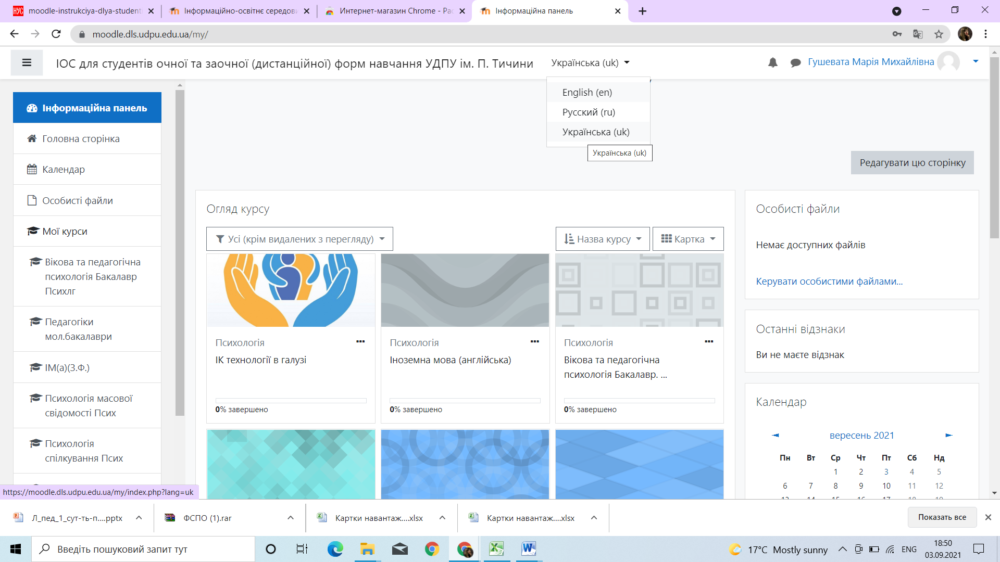 moodle-instrukciya-dlya-student
Інформаційно-освітнє середови
Интернет-магазин Chrome - Рас
Інформаційна панель
moodle.dls.udpu.edu.ua/my/
ІОС для студентів очної та заочної (дистанційної) форм навчання УДПУ ім. П. Тичини
Українська (uk)
Гушевата Марія Михайлівна
English (en)
Русский (ru)
Українська (uk)
Українська (uk)
Редагувати цю сторінку
Інформаційна панель
Головна сторінка
Календар
Особисті файли
Мої курси
Вікова та педагогічна
психологія Бакалавр
Психлг
Педагогіки
мол.бакалаври
ІМ(а)(З.Ф.)
Психологія масової
свідомості Псих
Психологія
спілкування Псих
https://moodle.dls.udpu.edu.ua/my/index.php?lang=uk
Огляд курсу
Усі (крім видалених з перегляду)
Назва курсу
Картка
Психологія
ІК технології в галузі
0% завершено
Психологія
Іноземна мова (англійська)
0% завершено
Психологія
Вікова та педагогічна
психологія Бакалавр. ...
0% завершено
Особисті файли
Немає доступних файлів
Керувати особистими файлами...
Останні відзнаки
Ви не маєте відзнак
Календар
вересень 2021
Пн Вт Ср Чт Пт Сб Нд
1 2 3 4 5
6 7 8 9 10 11 12
Л_пед_1_сут-ть-п....pptx
ФСПО (1).rar
Картки навантаж....xlsx
Картки навантаж....xlsx
Показать все
Введіть пошуковий запит тут
17°C Mostly sunny
ENG
18:50
03.09.2021